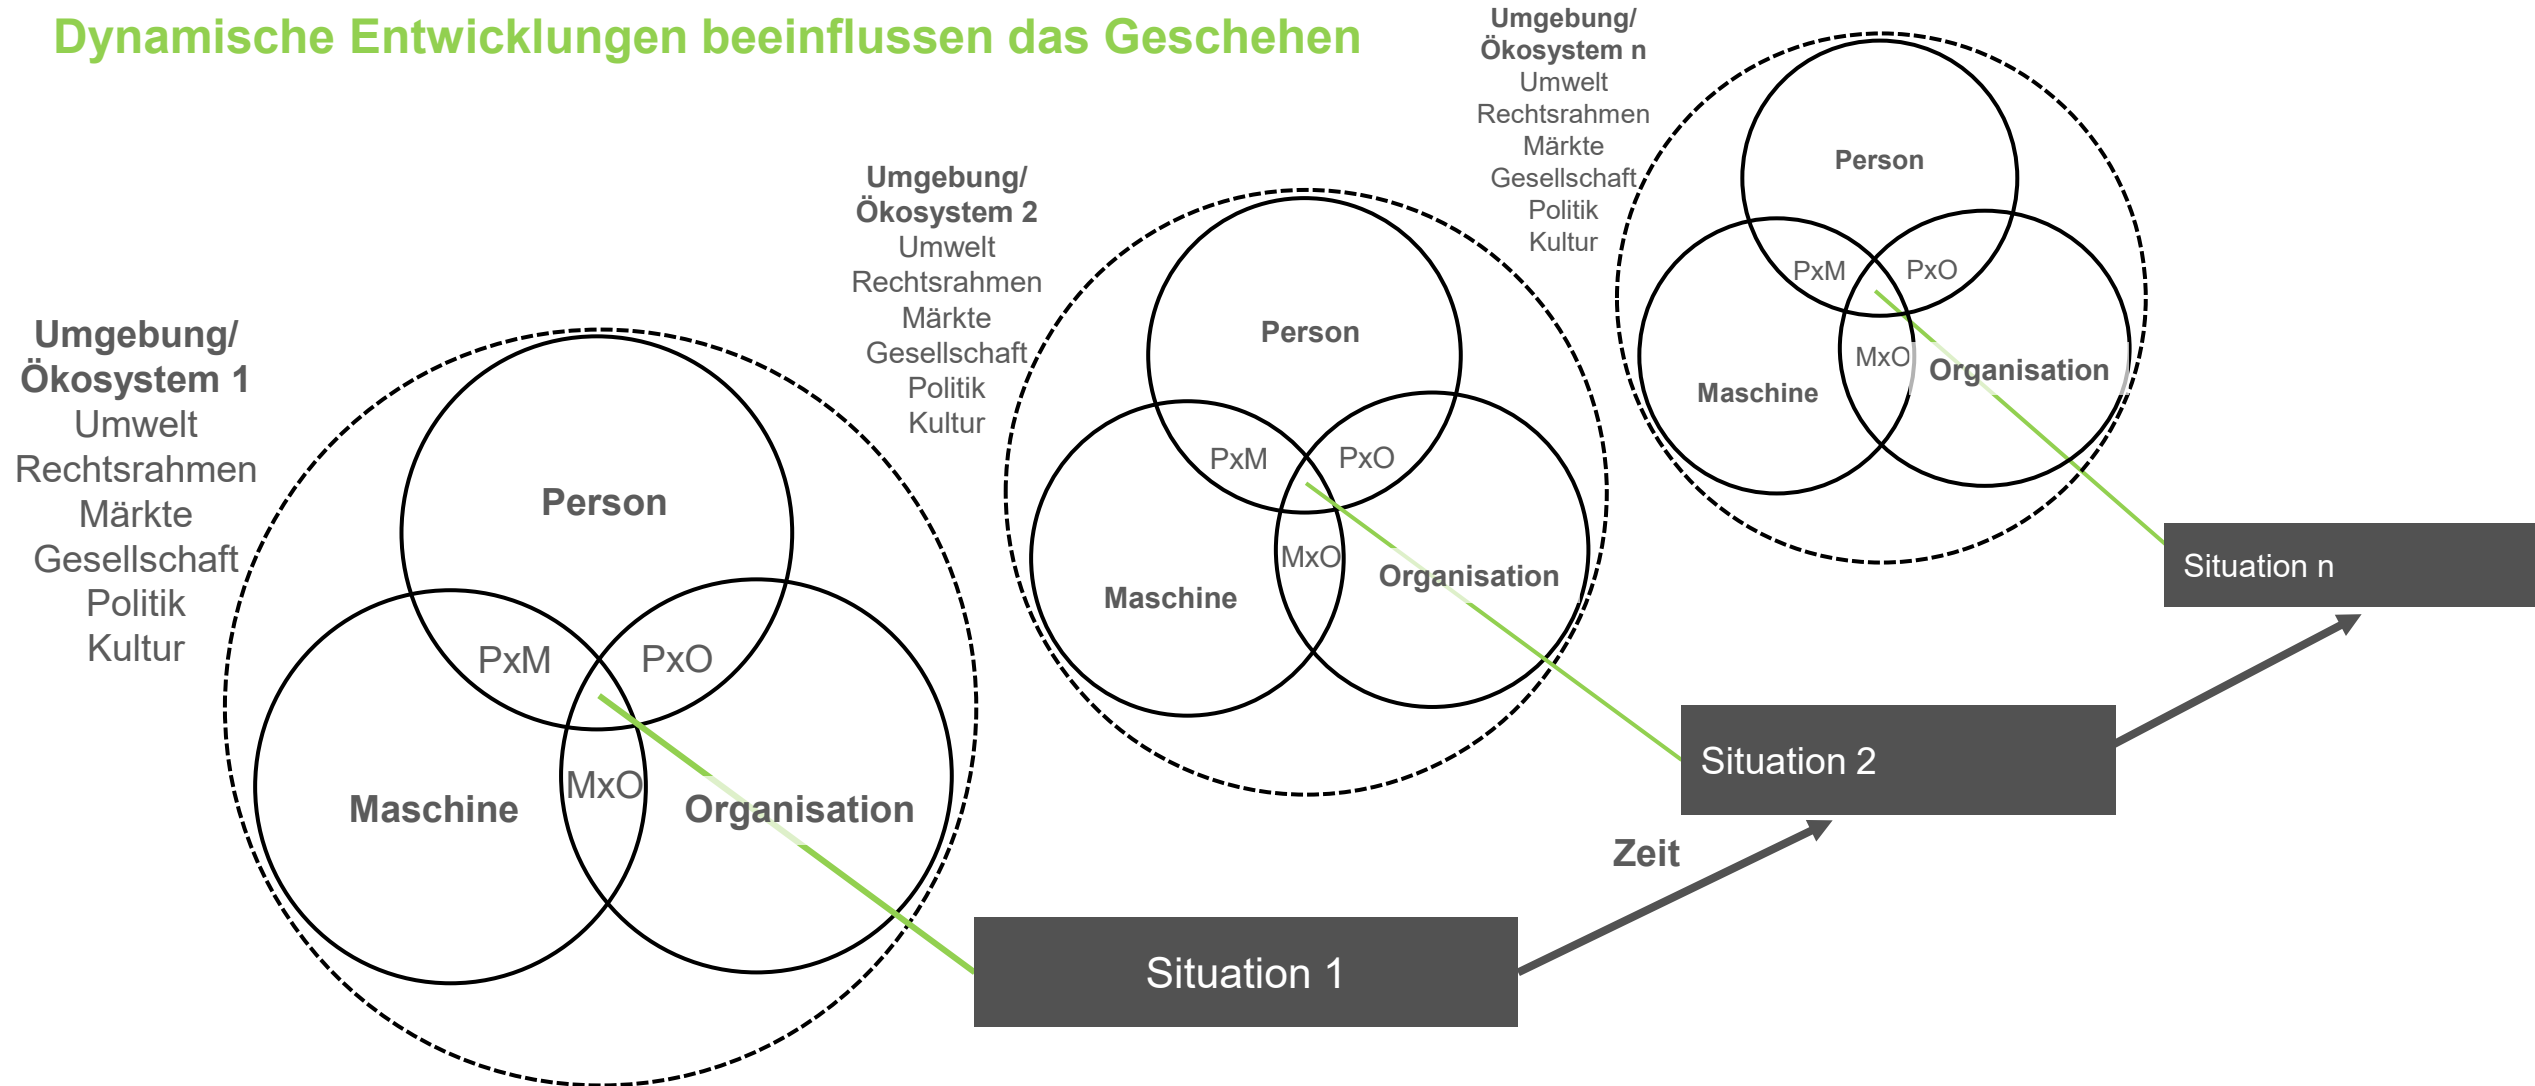 Dynamische Entwicklungen beeinflussen das Geschehen
Umgebung/
Ökosystem 1
Umwelt
Rechtsrahmen
Märkte
Gesellschaft
Politik
Kultur
Person
PxM
PxO
MxO
Maschine
Organisation
Situation 1
Zeit
Umgebung/
Ökosystem 2
Umwelt
Rechtsrahmen
Märkte
Gesellschaft
Politik
Kultur
Person
PxM
PxO
MxO
Maschine
Organisation
Situation 2
Umgebung/
Ökosystem n
Umwelt
Rechtsrahmen
Märkte
Gesellschaft
Politik
Kultur
Person
PxM
PxO
MxO
Maschine
Organisation
Situation n